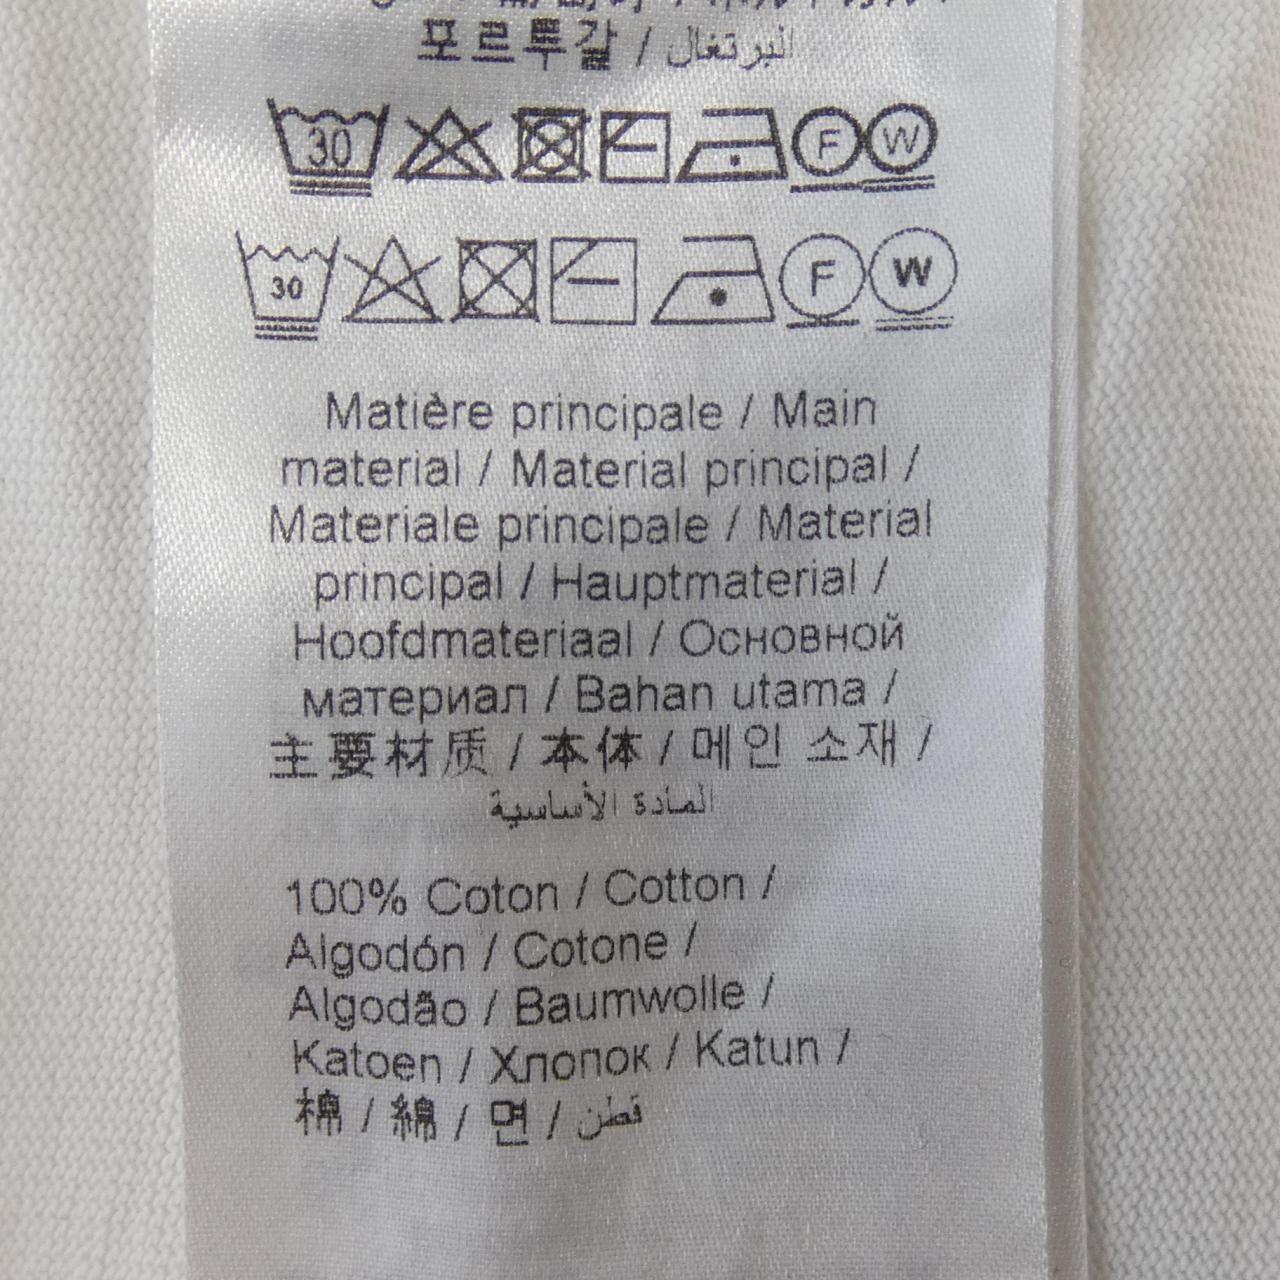 포르투갈 / البرتغال
30 F W
30 F W
Matière principale / Main
material / Material principal /
Materiale principale / Material
principal / Hauptmaterial /
Hoofdmateriaal / Основной
материал / Bahan utama /
主要材质 / 本体 / 메인 소재 /
المادة الأساسية
100% Coton / Cotton /
Algodón / Cotone /
Algodão / Baumwolle /
Katoen / Хлопок / Katun /
棉 / 綿 / 면 / قطن